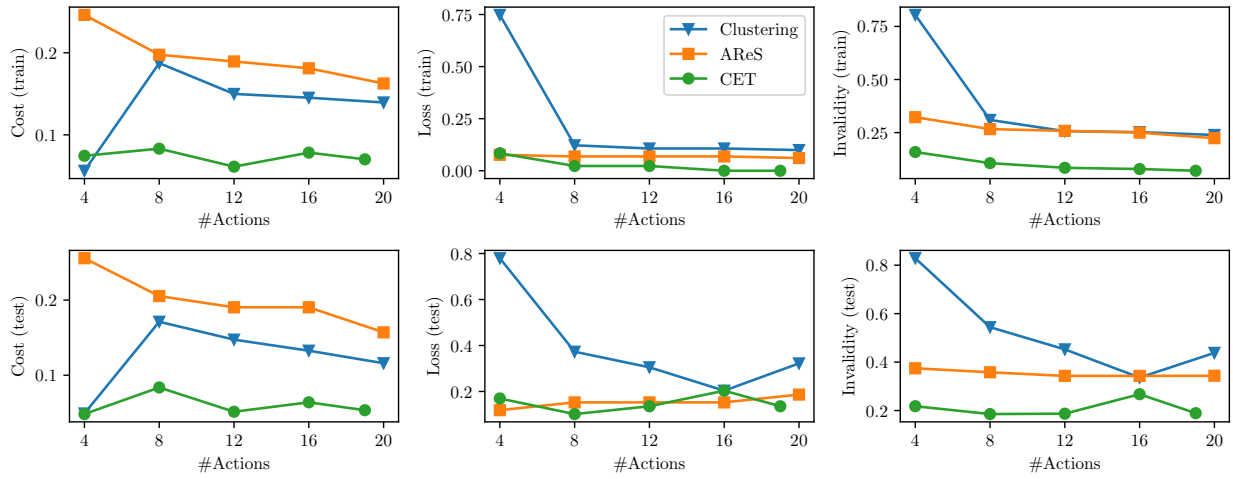 Cost (train)
0.2
0.1
4 8 12 16 20
#Actions
Loss (train)
0.75
0.50
0.25
0.00
4 8 12 16 20
#Actions
Clustering
AReS
CET
Invalidity (train)
0.75
0.50
0.25
4 8 12 16 20
#Actions
Cost (test)
0.2
0.1
4 8 12 16 20
#Actions
Loss (test)
0.8
0.6
0.4
0.2
4 8 12 16 20
#Actions
Invalidity (test)
0.8
0.6
0.4
0.2
4 8 12 16 20
#Actions